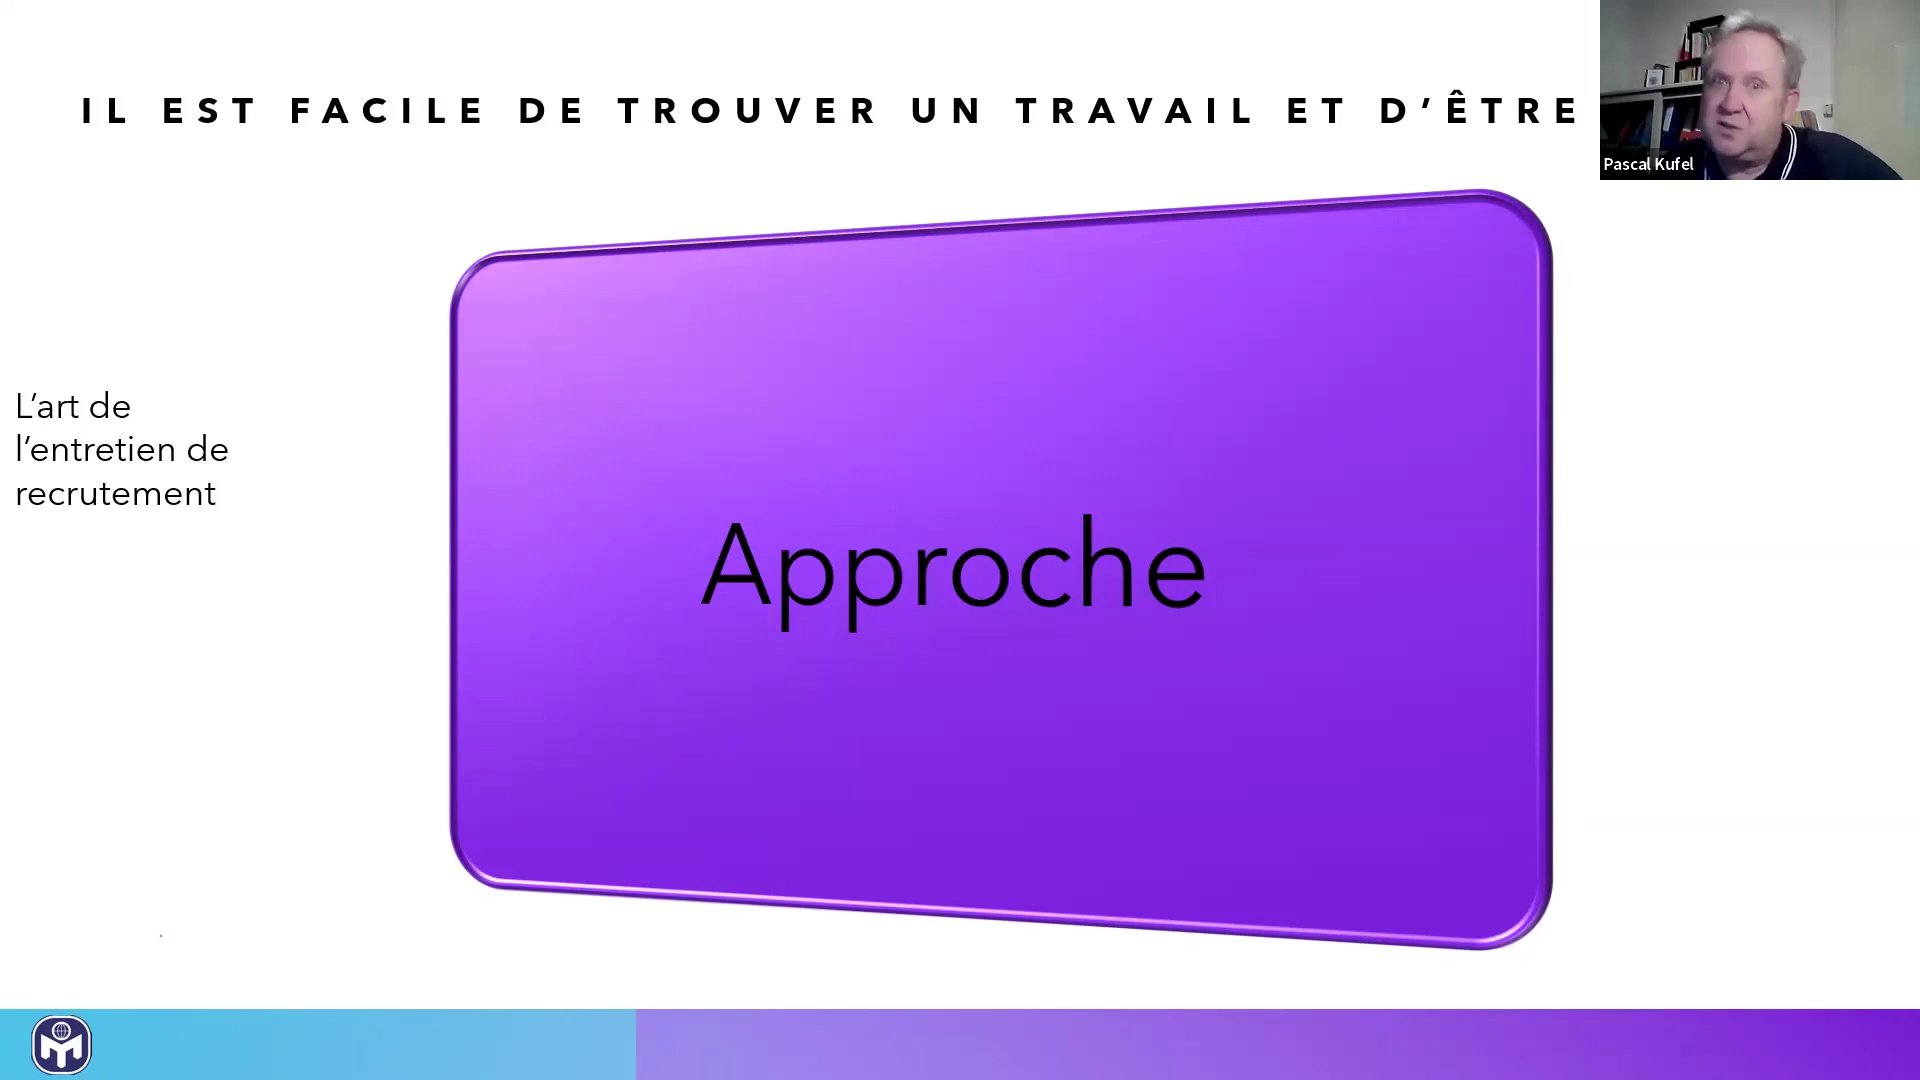 IL EST FACILE DE TROUVER UN TRAVAIL ET D’ÊTRE
Pascal Kufel
L’art de
l’entretien de
recrutement
Approche